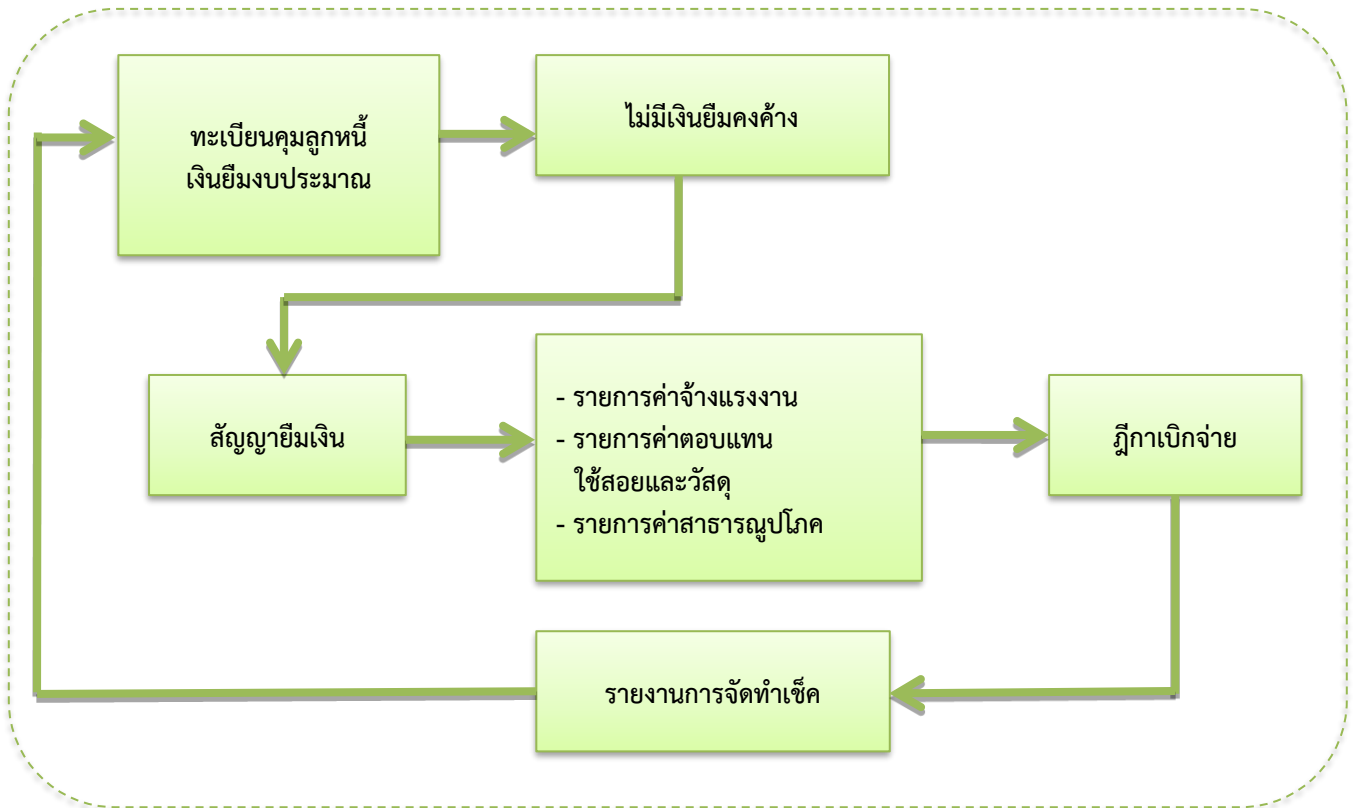 ทะเบียนคุมลูกหนี้
เงินยืมงบประมาณ
ไม่มีเงินยืมคงค้าง
สัญญายืมเงิน
- รายการค่าจ้างแรงงาน
- รายการค่าตอบแทน
ใช้สอยและวัสดุ
- รายการค่าสาธารณูปโภค
ฎีกาเบิกจ่าย
รายงานการจัดทำเช็ค